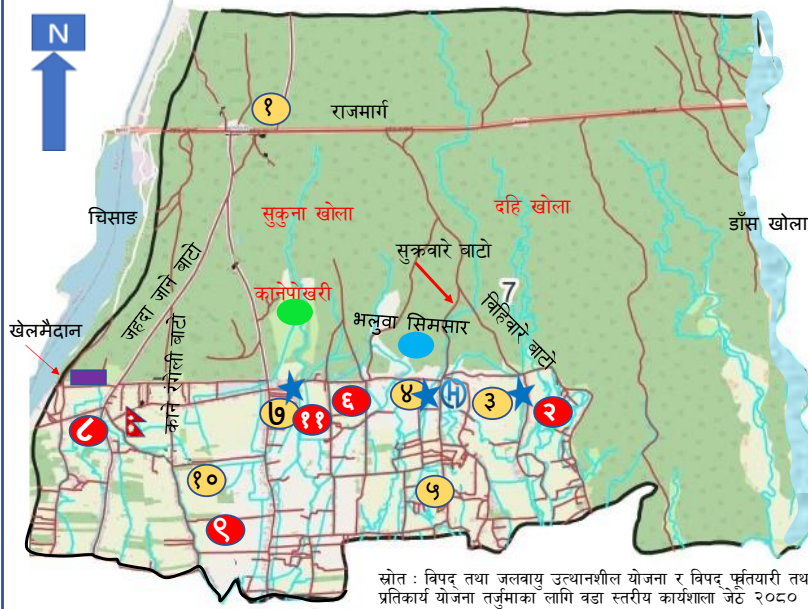 N
१
राजमार्ग
चिसाङ
सुकुना खोला
दहि खोला
डाँस खोला
सुक्रवारे बाटो
जहदा जाने बाटो
कानेपोखरी
7
बिहिवारे बाटो
भलुवा सिमसार
खेलमैदान
काने रंगेली बाटो
८
७
११
६
४
H
३
२
१०
५
९
स्रोत : विपद् तथा जलवायु उत्थानशील योजना र विपद् पूर्वतयारी तथ
प्रतिकार्य योजना तर्जुमाका लागि वडा स्तरीय कार्यशाला जेठ २०८०